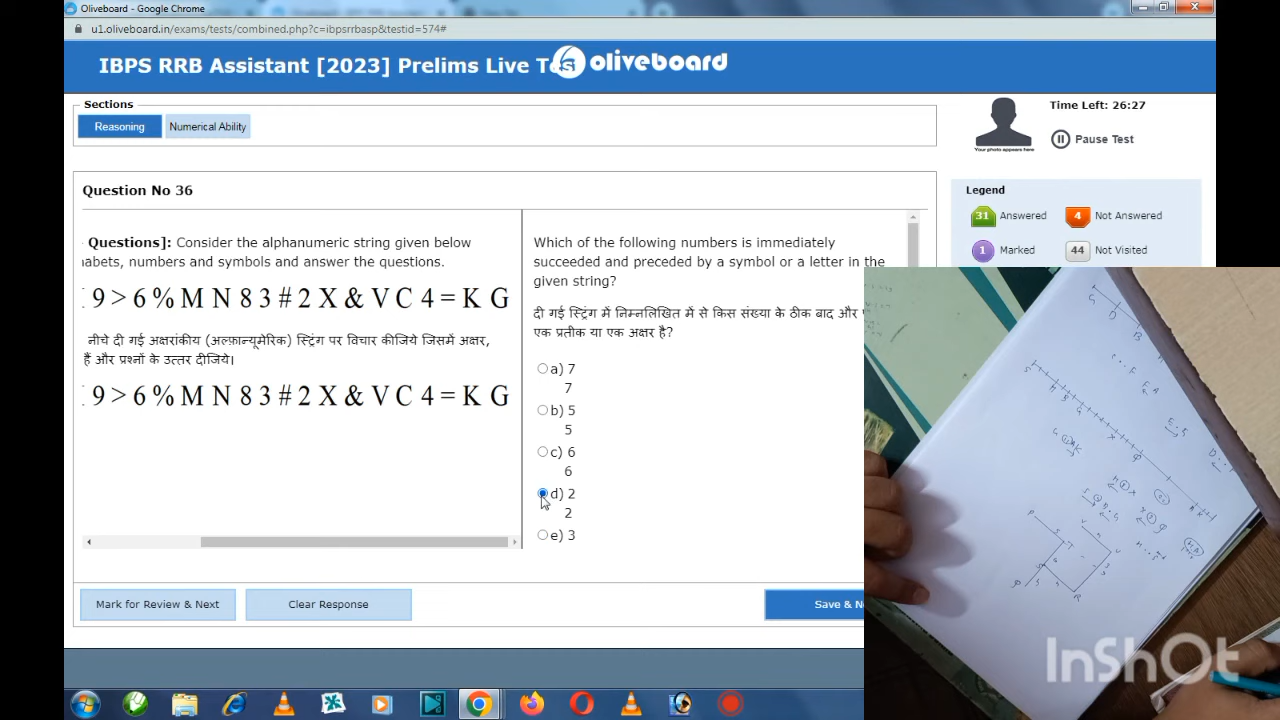 Oliveboard - Google Chrome
u1.oliveboard.in/exams/tests/combined.php?c=ibpsrrbasp&testid=574#
IBPS RRB Assistant [2023] Prelims Live
oliveboard
Sections
Reasoning
Numerical Ability
Time Left: 26:27
Your photo appears here
Pause Test
Question No 36
Legend
31 Answered
4 Not Answered
1 Marked
44 Not Visited
Questions]: Consider the alphanumeric string given below
numbers and symbols and answer the questions.
9 > 6 % M N 8 3 # 2 X & V C 4 = K G
नीचे दी गई अक्षरांकीय (अल्फ़ान्यूमेरिक) स्ट्रिंग पर विचार कीजिये जिसमें अक्षर,
हैं और प्रश्नों के उत्तर दीजिये।
9 > 6 % M N 8 3 # 2 X & V C 4 = K G
Which of the following numbers is immediately
succeeded and preceded by a symbol or a letter in the
given string?
दी गई स्ट्रिंग में निम्नलिखित में से किस संख्या के ठीक बाद और
एक प्रतीक या एक अक्षर है?
a) 7
7
b) 5
5
c) 6
6
d) 2
2
e) 3
Mark for Review & Next
Clear Response
Save &
InShOt